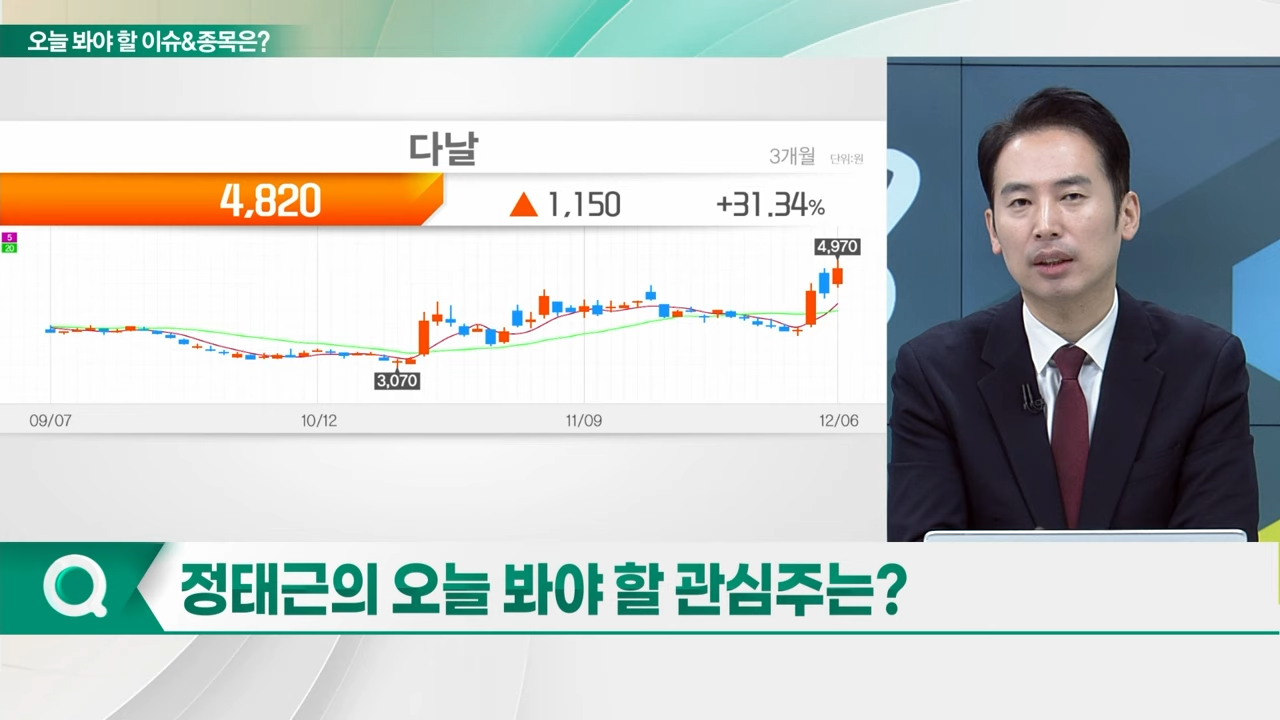 오늘 봐야 할 이슈&종목은?
다날
3개월 단위:원
4,820 ▲ 1,150 +31.34%
5
20
4,970
3,070
09/07 10/12 11/09 12/06
정태근의 오늘 봐야 할 관심주는?